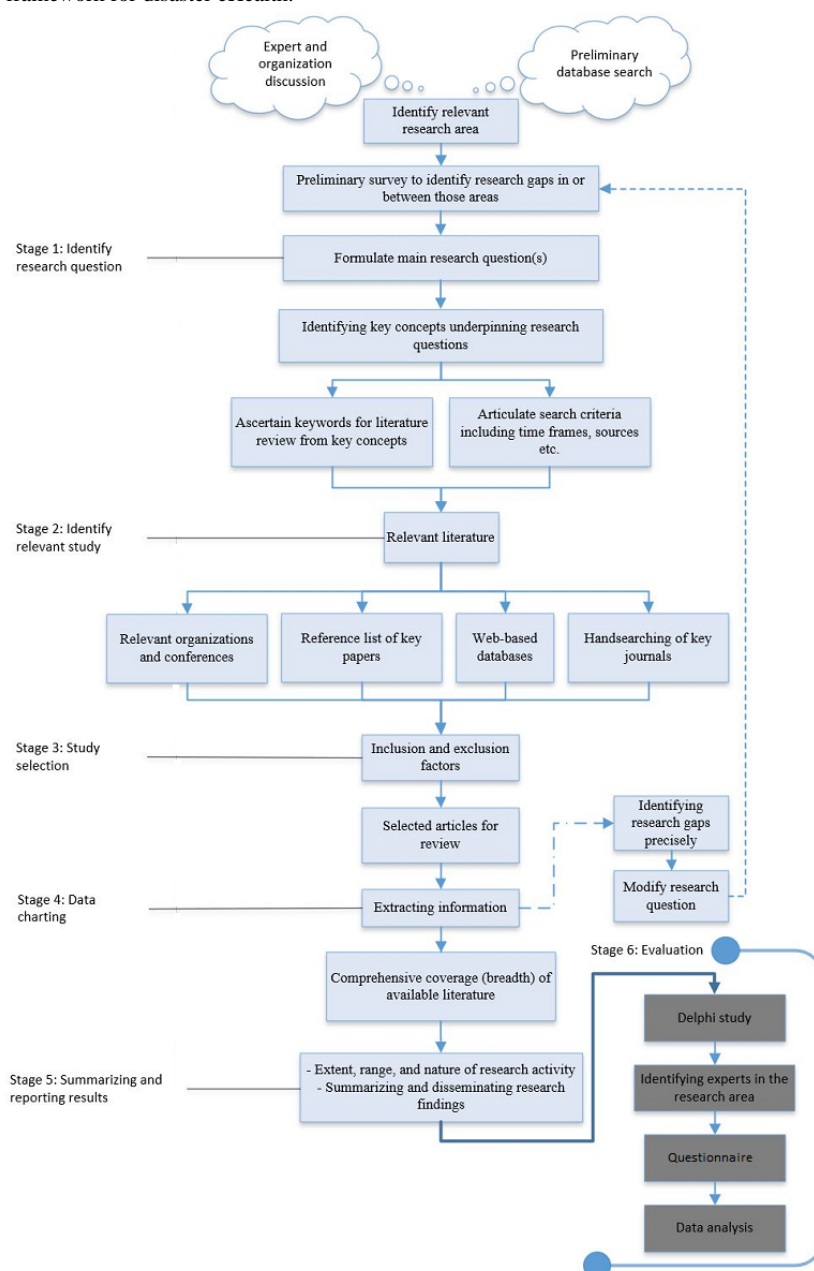 framework for disaster eHealth.
Expert and
organization
discussion
Preliminary
database search
Identify relevant
research area
Preliminary survey to identify research gaps in or
between those areas
Stage 1: Identify
research question
Formulate main research question(s)
Identifying key concepts underpinning research
questions
Ascertain keywords for literature
review from key concepts
Articulate search criteria
including time frames, sources
etc.
Stage 2: Identify
relevant study
Relevant literature
Relevant organizations
and conferences
Reference list of key
papers
Web-based
databases
Handsearching of key
journals
Stage 3: Study
selection
Inclusion and exclusion
factors
Selected articles for
review
Identifying
research gaps
precisely
Modify research
question
Stage 4: Data
charting
Extracting information
Comprehensive coverage (breadth) of
available literature
Stage 5: Summarizing and
reporting results
- Extent, range, and nature of research activity
- Summarizing and disseminating research
findings
Stage 6: Evaluation
Delphi study
Identifying experts in the
research area
Questionnaire
Data analysis